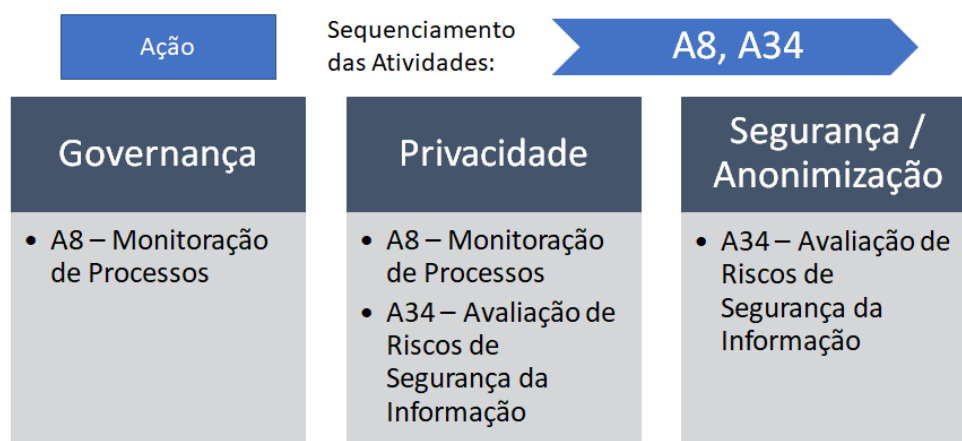 Ação
Sequenciamento
das Atividades:
A8, A34
Governança
• A8 – Monitoração
de Processos
Privacidade
• A8 – Monitoração
de Processos
• A34 – Avaliação de
Riscos de
Segurança da
Informação
Segurança /
Anonimização
• A34 – Avaliação de
Riscos de
Segurança da
Informação